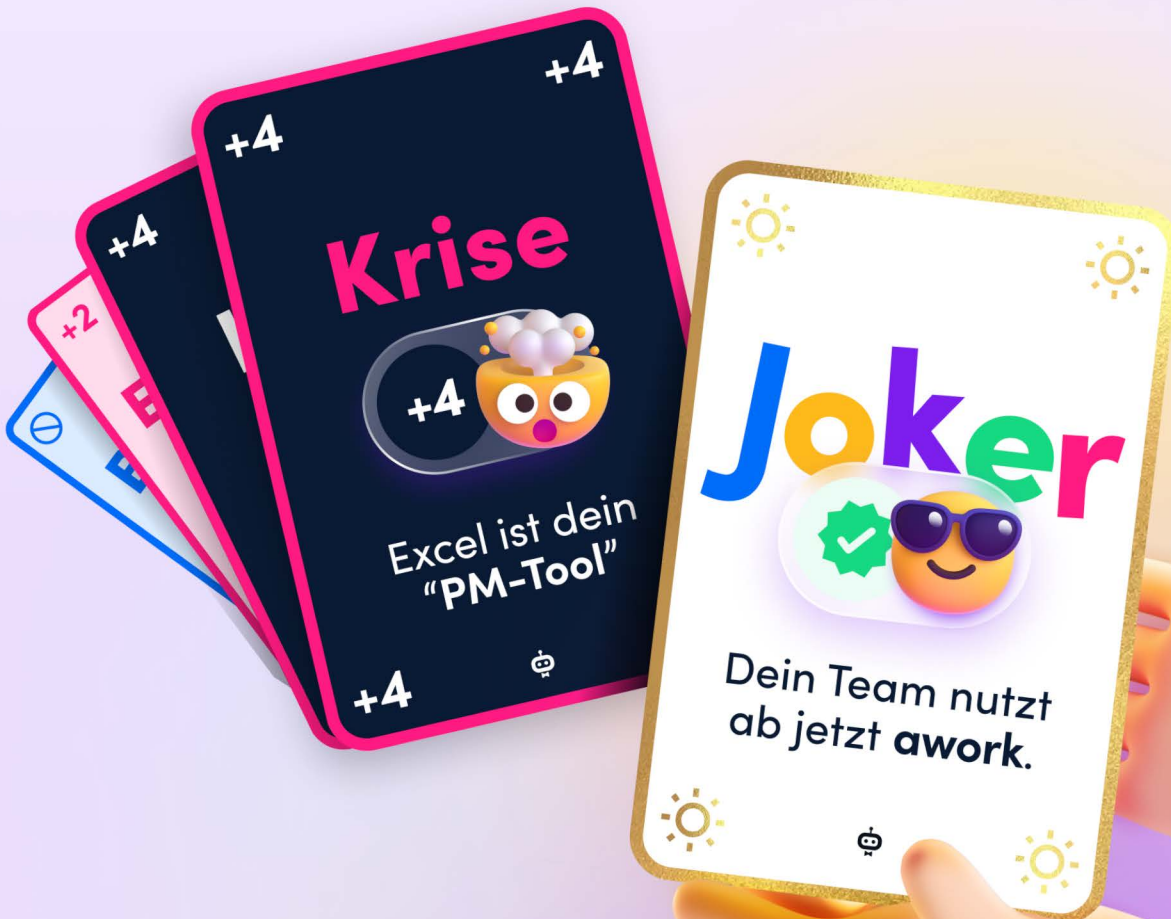 +4
+4
Krise
+4
Excel ist dein
“PM-Tool”
+4
+4
+2
Joker
Dein Team nutzt
ab jetzt awork.